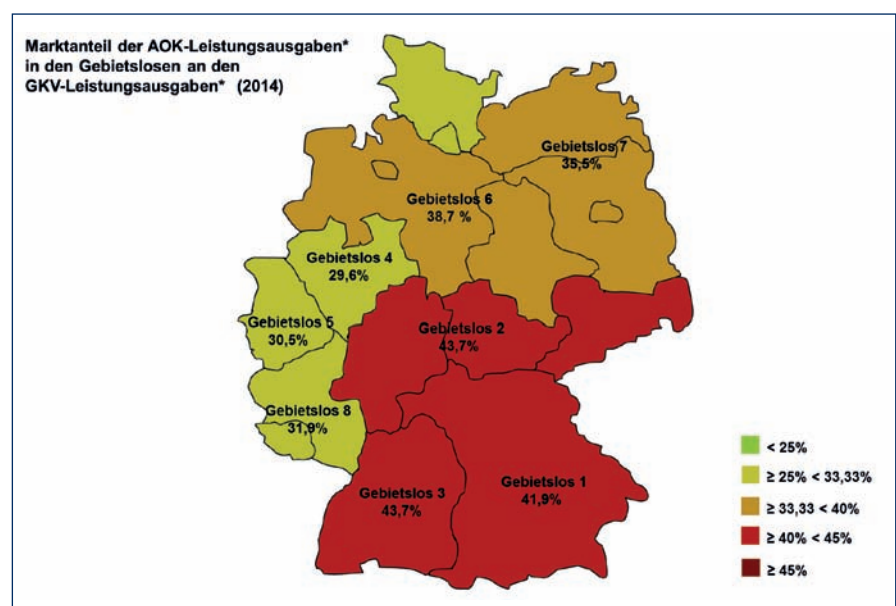 Marktanteil der AOK-Leistungsausgaben*
in den Gebietslosen an den
GKV-Leistungsausgaben* (2014)
Gebietslos 7
35,5%
Gebietslos 6
38,7 %
Gebietslos 4
29,6%
Gebietslos 5
30,5%
Gebietslos 2
43,7%
Gebietslos 8
31,9%
Gebietslos 3
43,7%
Gebietslos 1
41,9%
< 25%
≥ 25% < 33,33%
≥ 33,33 < 40%
≥ 40% < 45%
≥ 45%